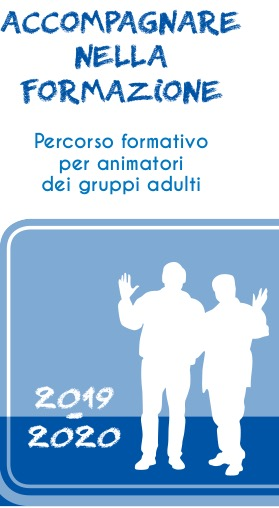 ACCOMPAGNARE
NELLA
FORMAZiONE
Percorso formativo
per animatori
dei gruppi adulti
2019
-
2020